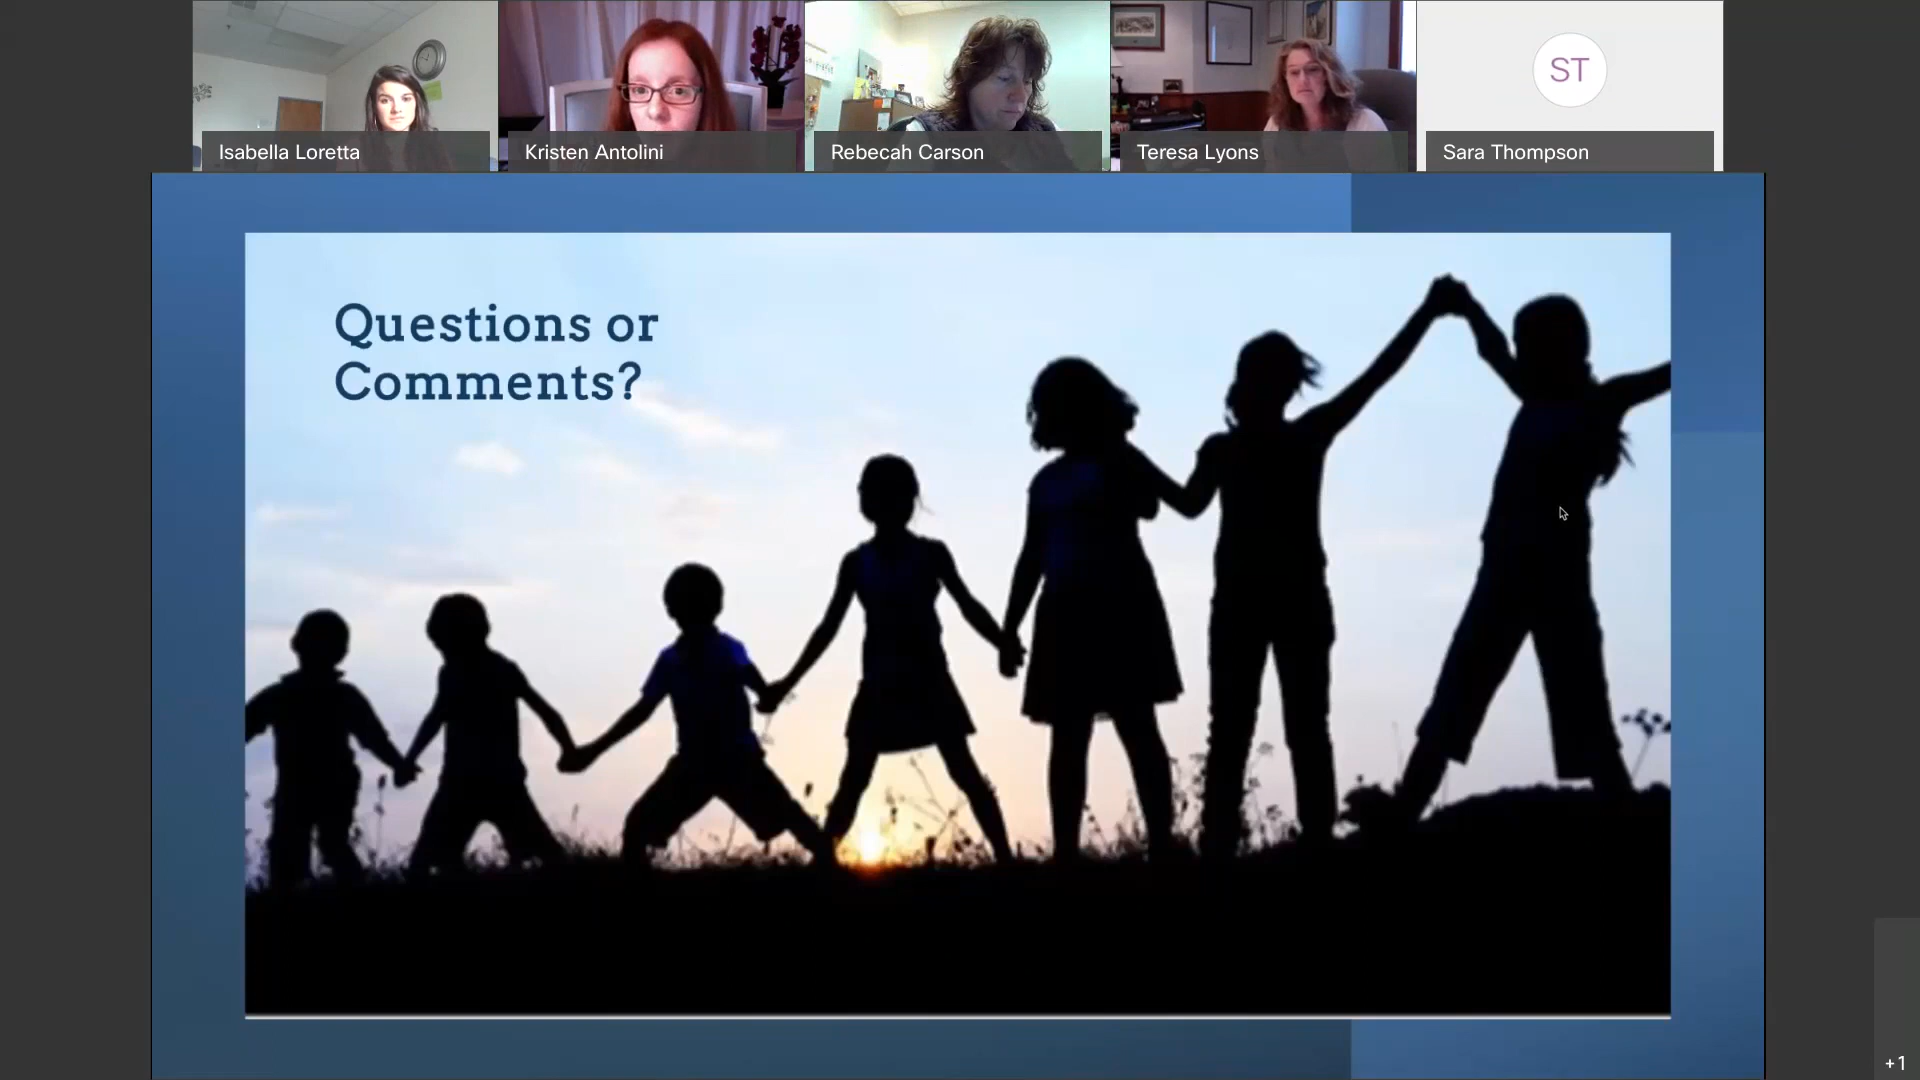 ST
Isabella Loretta
Kristen Antolini
Rebecah Carson
Teresa Lyons
Sara Thompson
Questions or
Comments?
+1